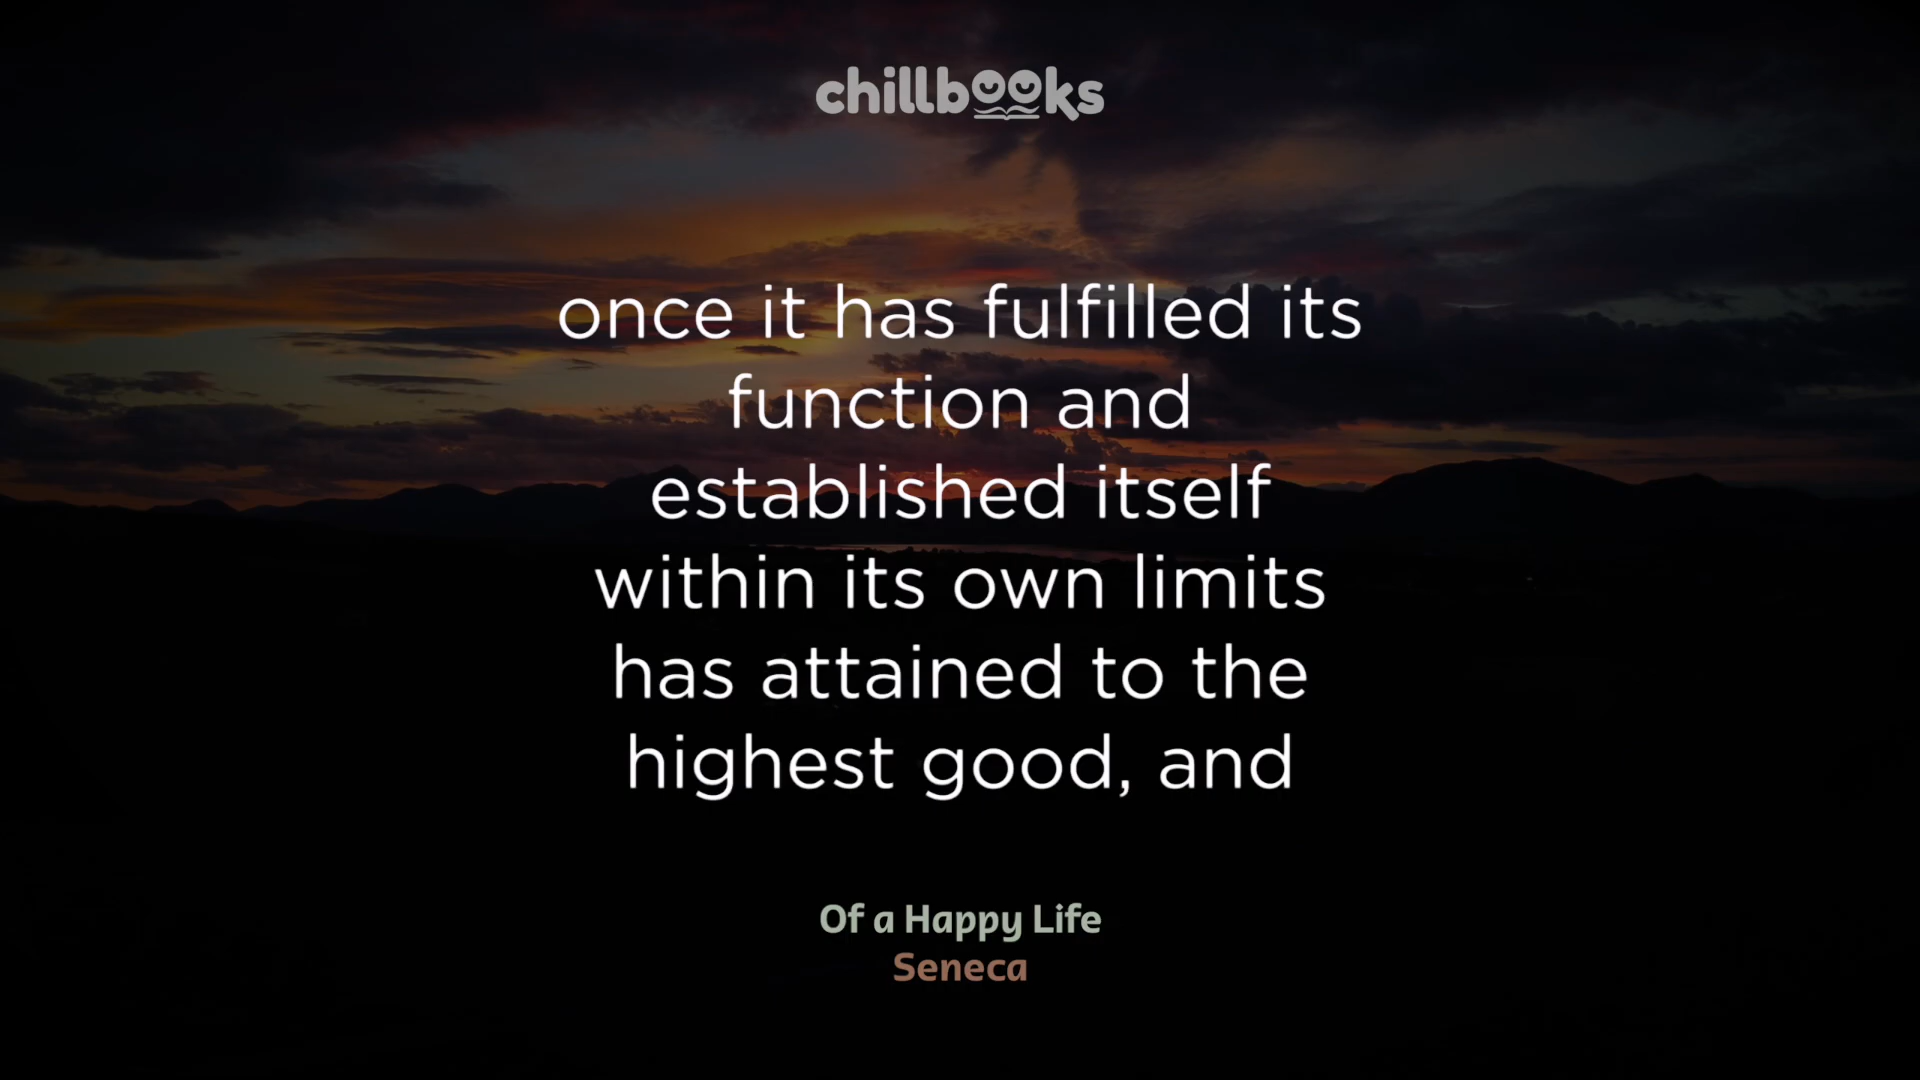 chillbooks
once it has fulfilled its
function and
established itself
within its own limits
has attained to the
highest good, and
Of a Happy Life
Seneca